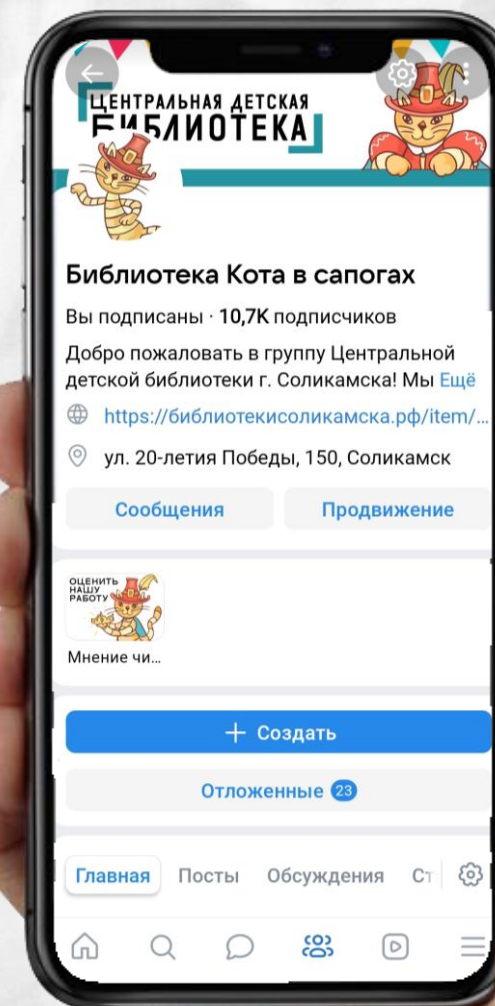 ЦЕНТРАЛЬНАЯ ДЕТСКАЯ
БИБЛИОТЕКА
Библиотека Кота в сапогах
Вы подписаны · 10,7K подписчиков
Добро пожаловать в группу Центральной
детской библиотеки г. Соликамска! Мы Ещё
https://библиотекисоликамска.рф/item/...
ул. 20-летия Победы, 150, Соликамск
Сообщения Продвижение
ОЦЕНИТЬ
НАШУ
РАБОТУ
Мнение чи...
+ Создать
Отложенные 23
Главная Посты Обсуждения Ст